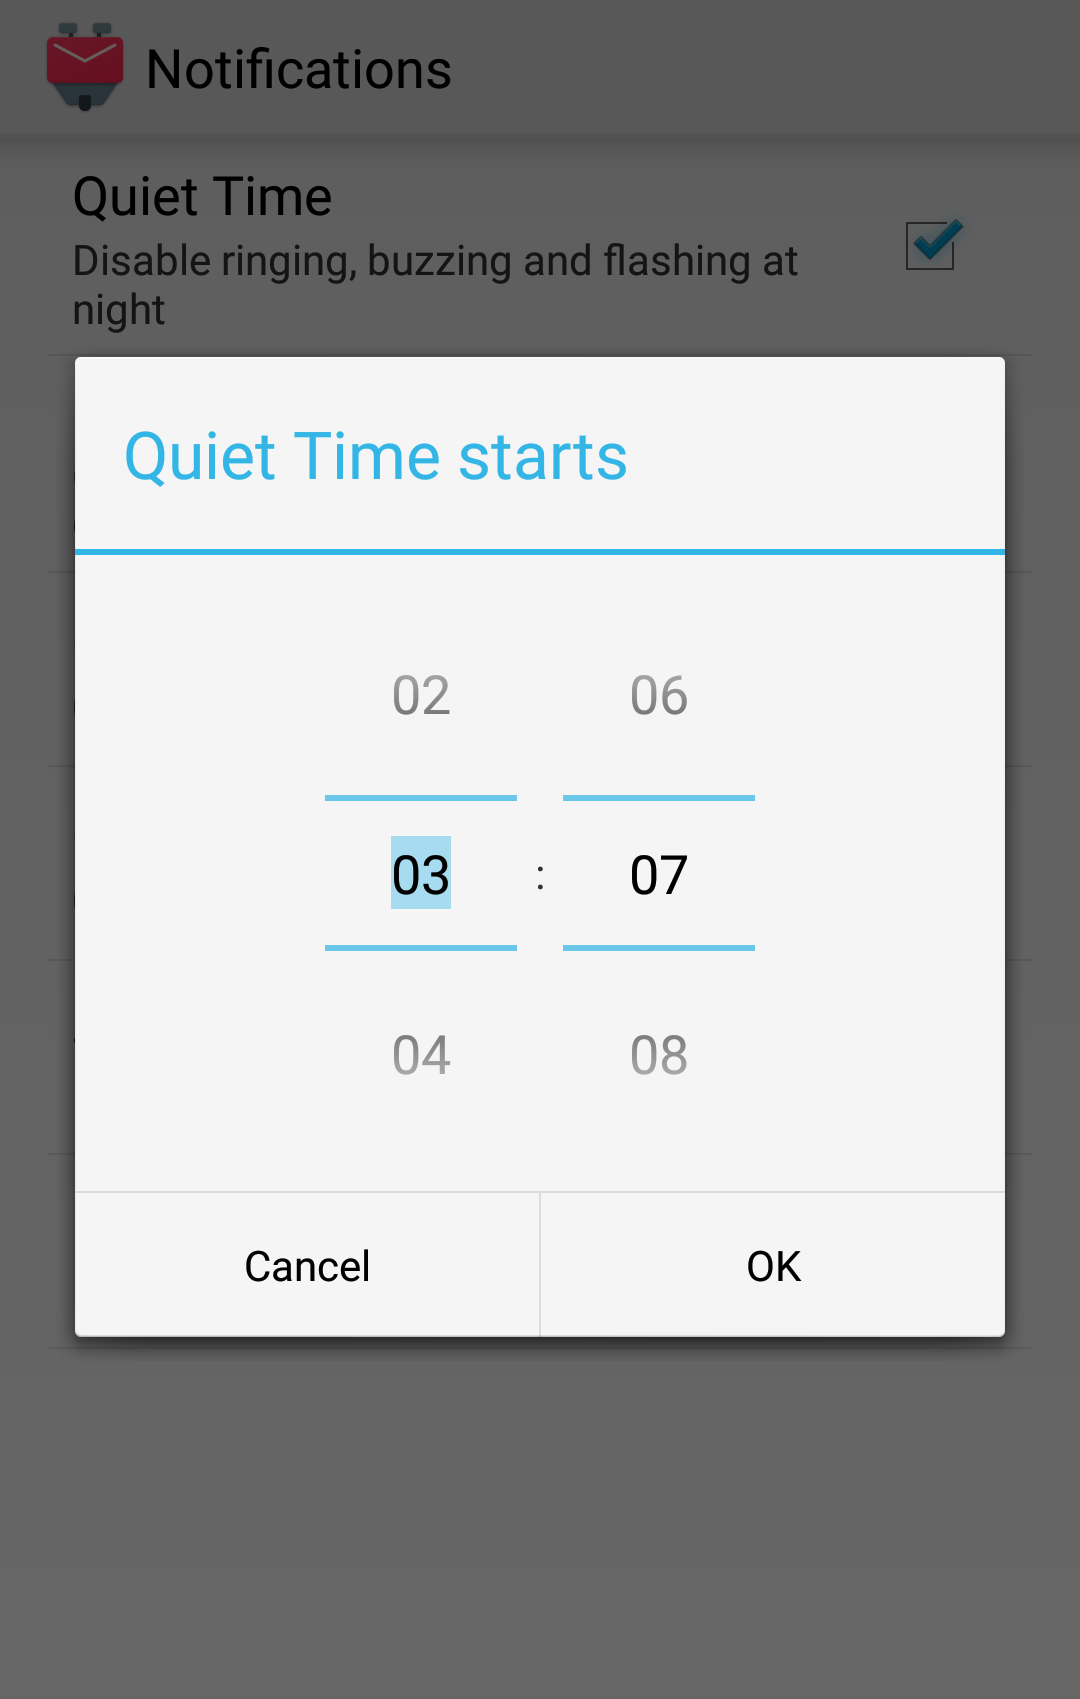 Notifications
Quiet Time
Disable ringing, buzzing and flashing at
night
Quiet Time starts
02 06
03 : 07
04 08
Cancel OK